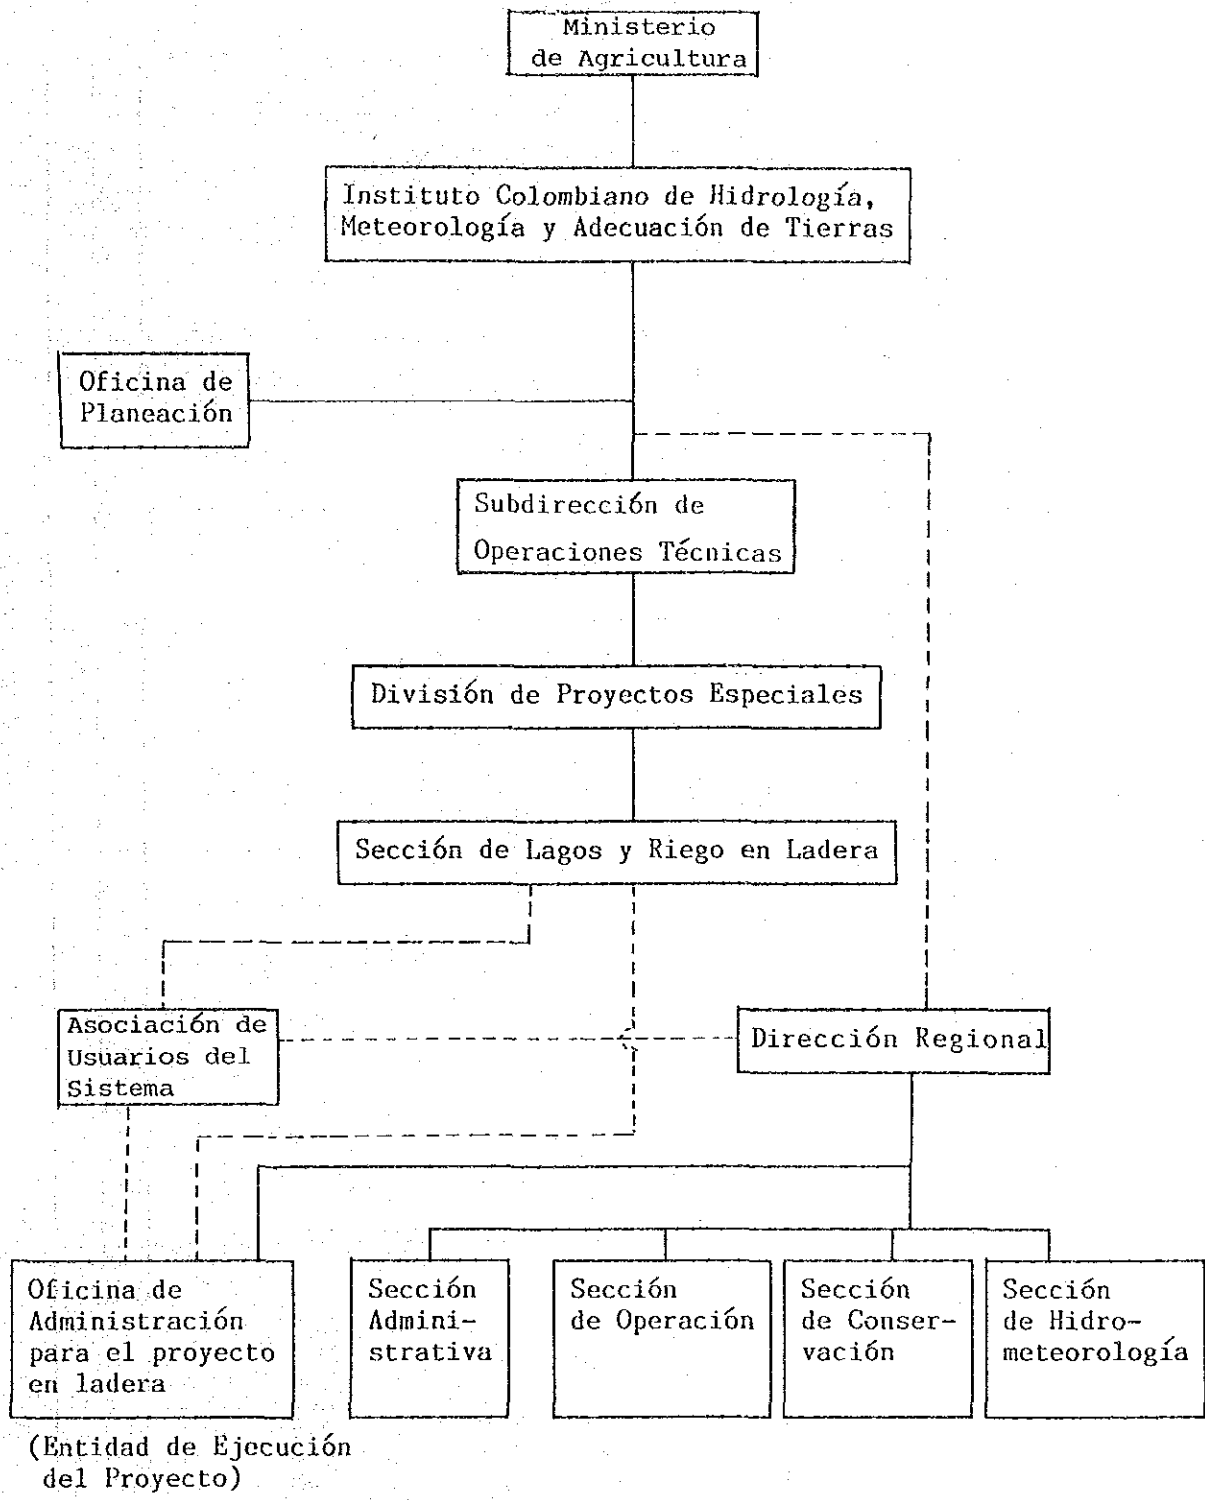 Ministerio
de Agricultura
Instituto Colombiano de Hidrología,
Meteorología y Adecuación de Tierras
Oficina de
Planeación
Subdirección de
Operaciones Técnicas
División de Proyectos Especiales
Sección de Lagos y Riego en Ladera
Asociación de
Usuarios del
Sistema
Dirección Regional
Oficina de
Administración
para el proyecto
en ladera
Sección
Admini-
strativa
Sección
de Operación
Sección
de Conser-
vación
Sección
de Hidro-
meteorología
(Entidad de Ejecución
del Proyecto)